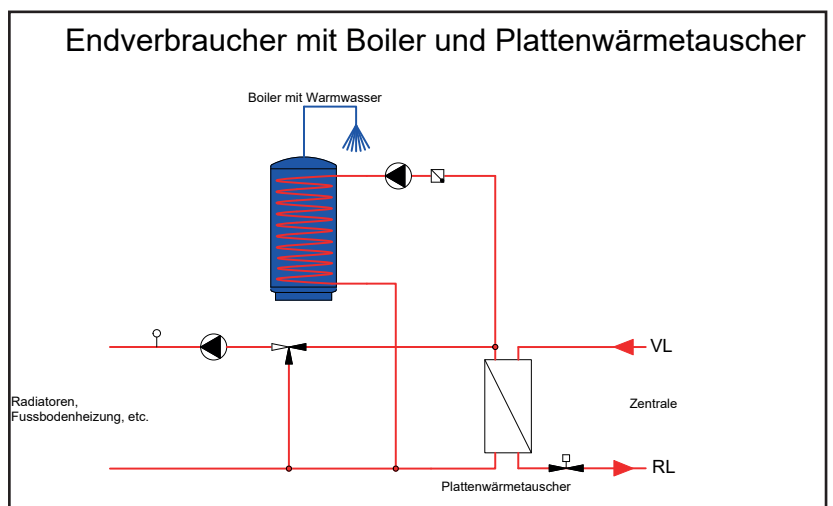 Endverbraucher mit Boiler und Plattenwärmetauscher
Boiler mit Warmwasser
VL
Radiatoren,
Fussbodenheizung, etc.
Zentrale
RL
Plattenwärmetauscher